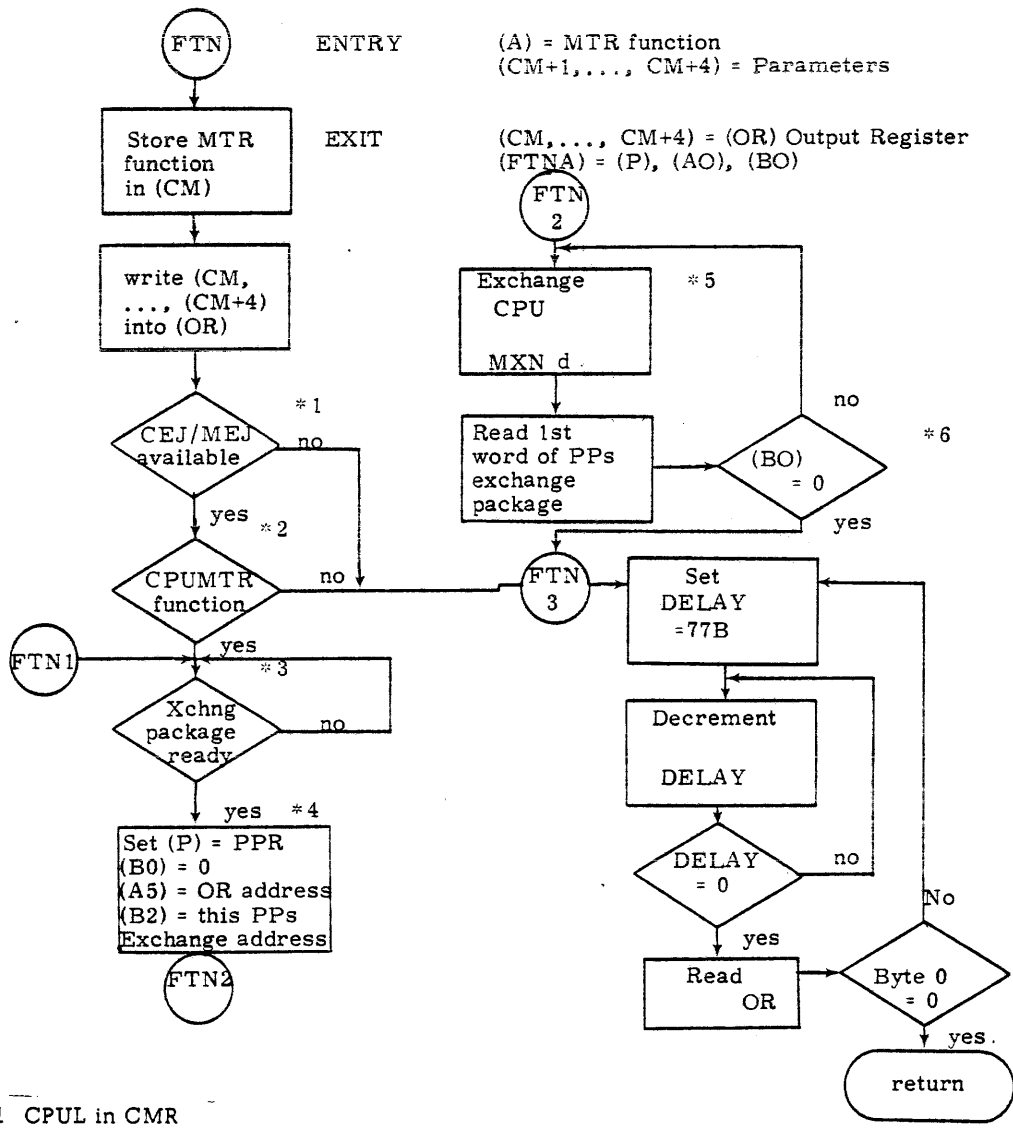 FTN
ENTRY
(A) = MTR function
(CM+1,..., CM+4) = Parameters
Store MTR
function
in (CM)
EXIT
(CM,..., CM+4) = (OR) Output Register
(FTNA) = (P), (AO), (BO)
write (CM,
..., (CM+4)
into (OR)
*1
CEJ/MEJ
available
no
yes
*2
CPUMTR
function
no
yes
FTN1
*3
Xchng
package
ready
no
yes
*4
Set (P) = PPR
(B0) = 0
(A5) = OR address
(B2) = this PPs
Exchange address
FTN2
FTN
2
Exchange
CPU
MXN d
*5
Read 1st
word of PPs
exchange
package
(BO)
= 0
no
*6
yes
FTN
3
Set
DELAY
=77B
Decrement
DELAY
DELAY
= 0
no
yes
Read
OR
Byte 0
= 0
No
yes.
return
CPUL in CMR